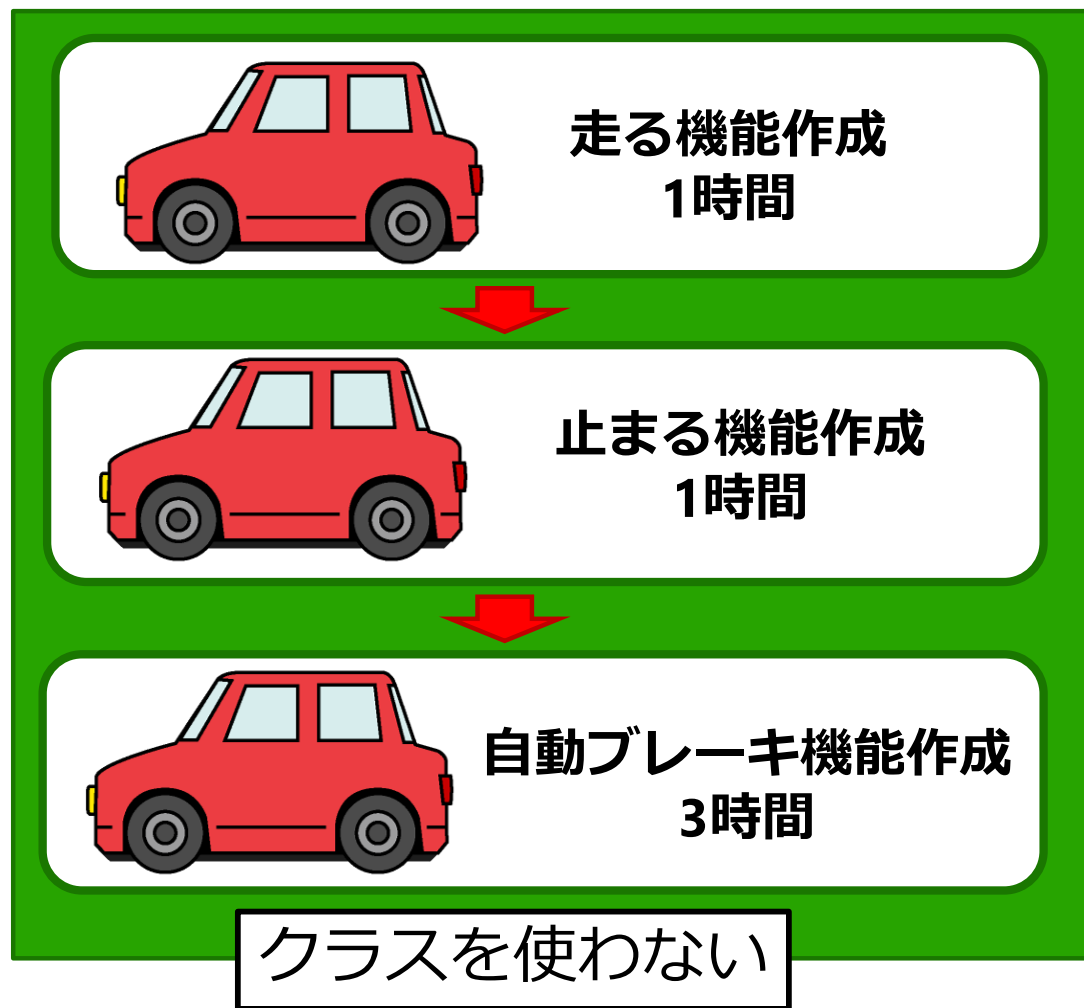 走る機能作成
1時間
止まる機能作成
1時間
自動ブレーキ機能作成
3時間
クラスを使わない